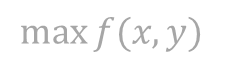 max f(x, y)